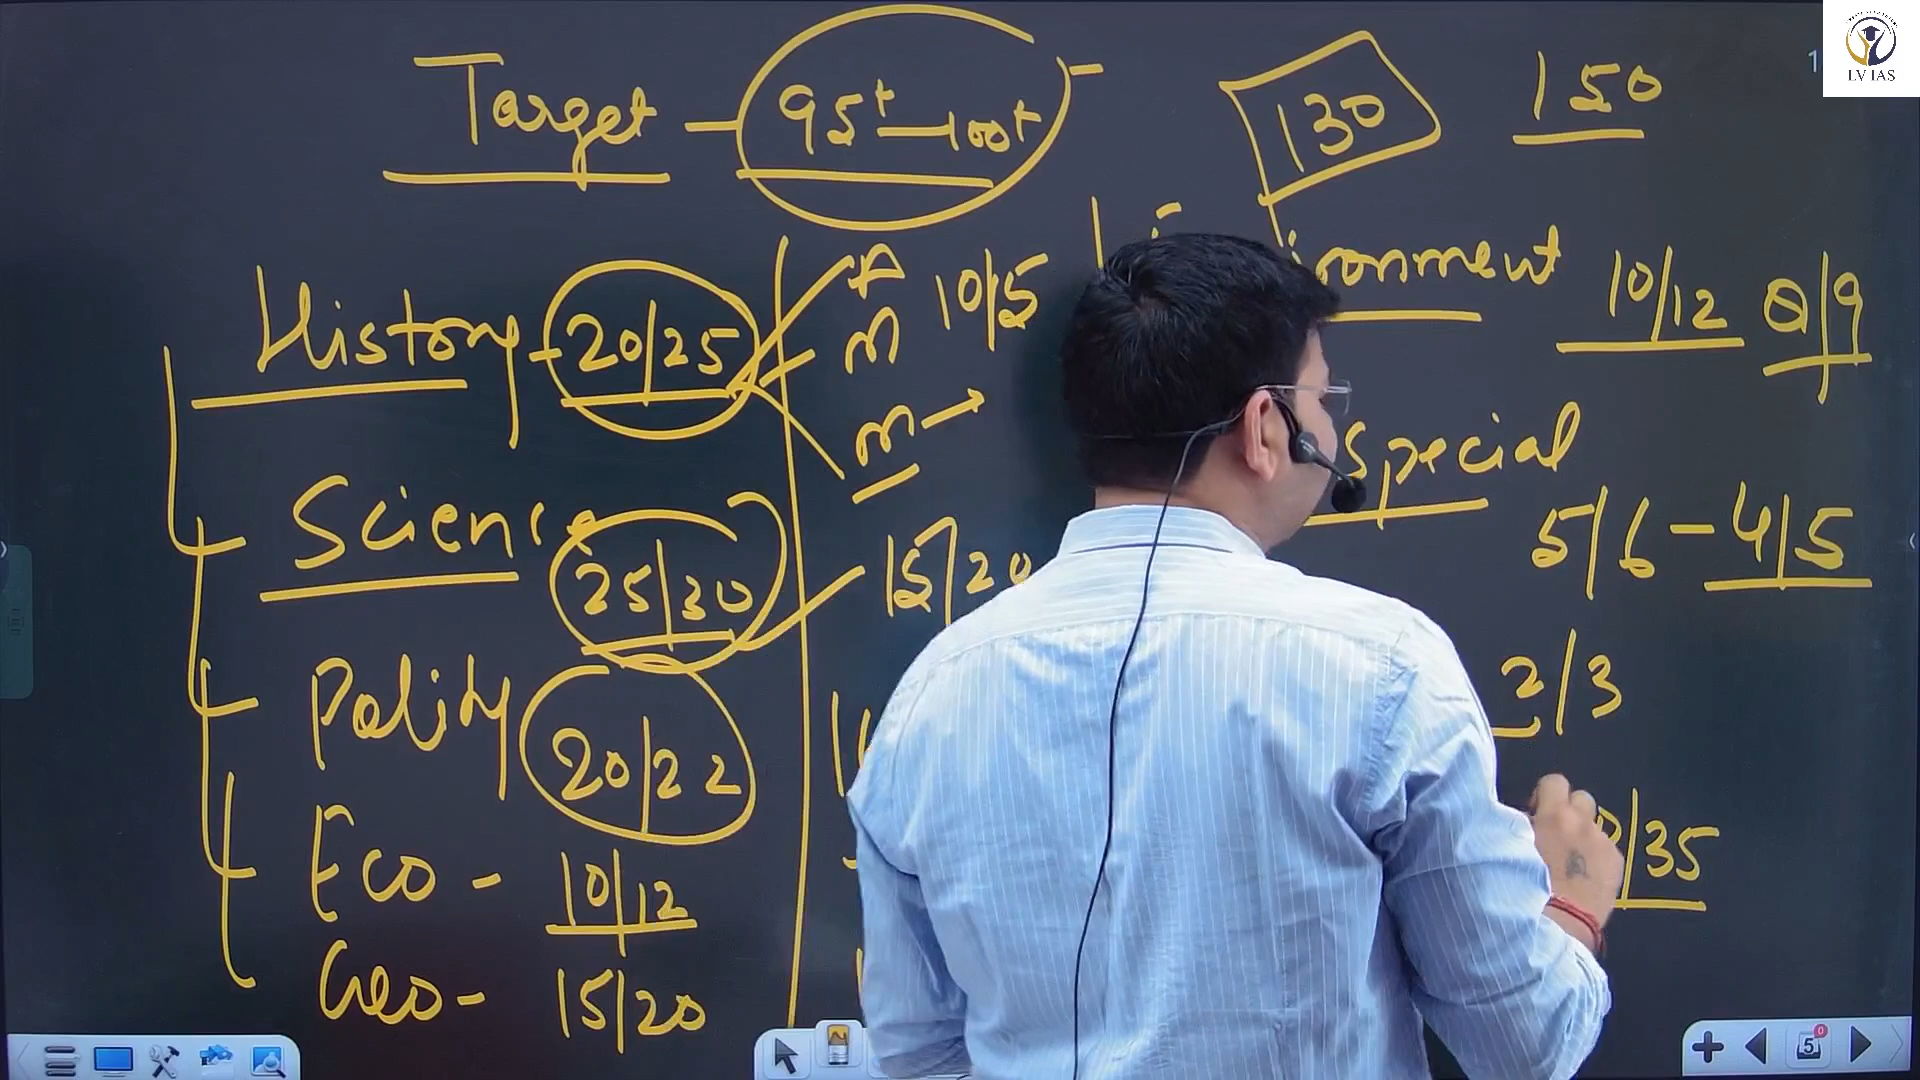 Target - 95+ - 100+ -
130
150
LV IAS
History - 20/25
A
M
M →
10/5
ironment
10/12
8/9
Science
25/30
15/20
special
5/6 - 4/5
Polity
20/22
2/3
Eco - 10/12
/35
Geo - 15/20
5
0